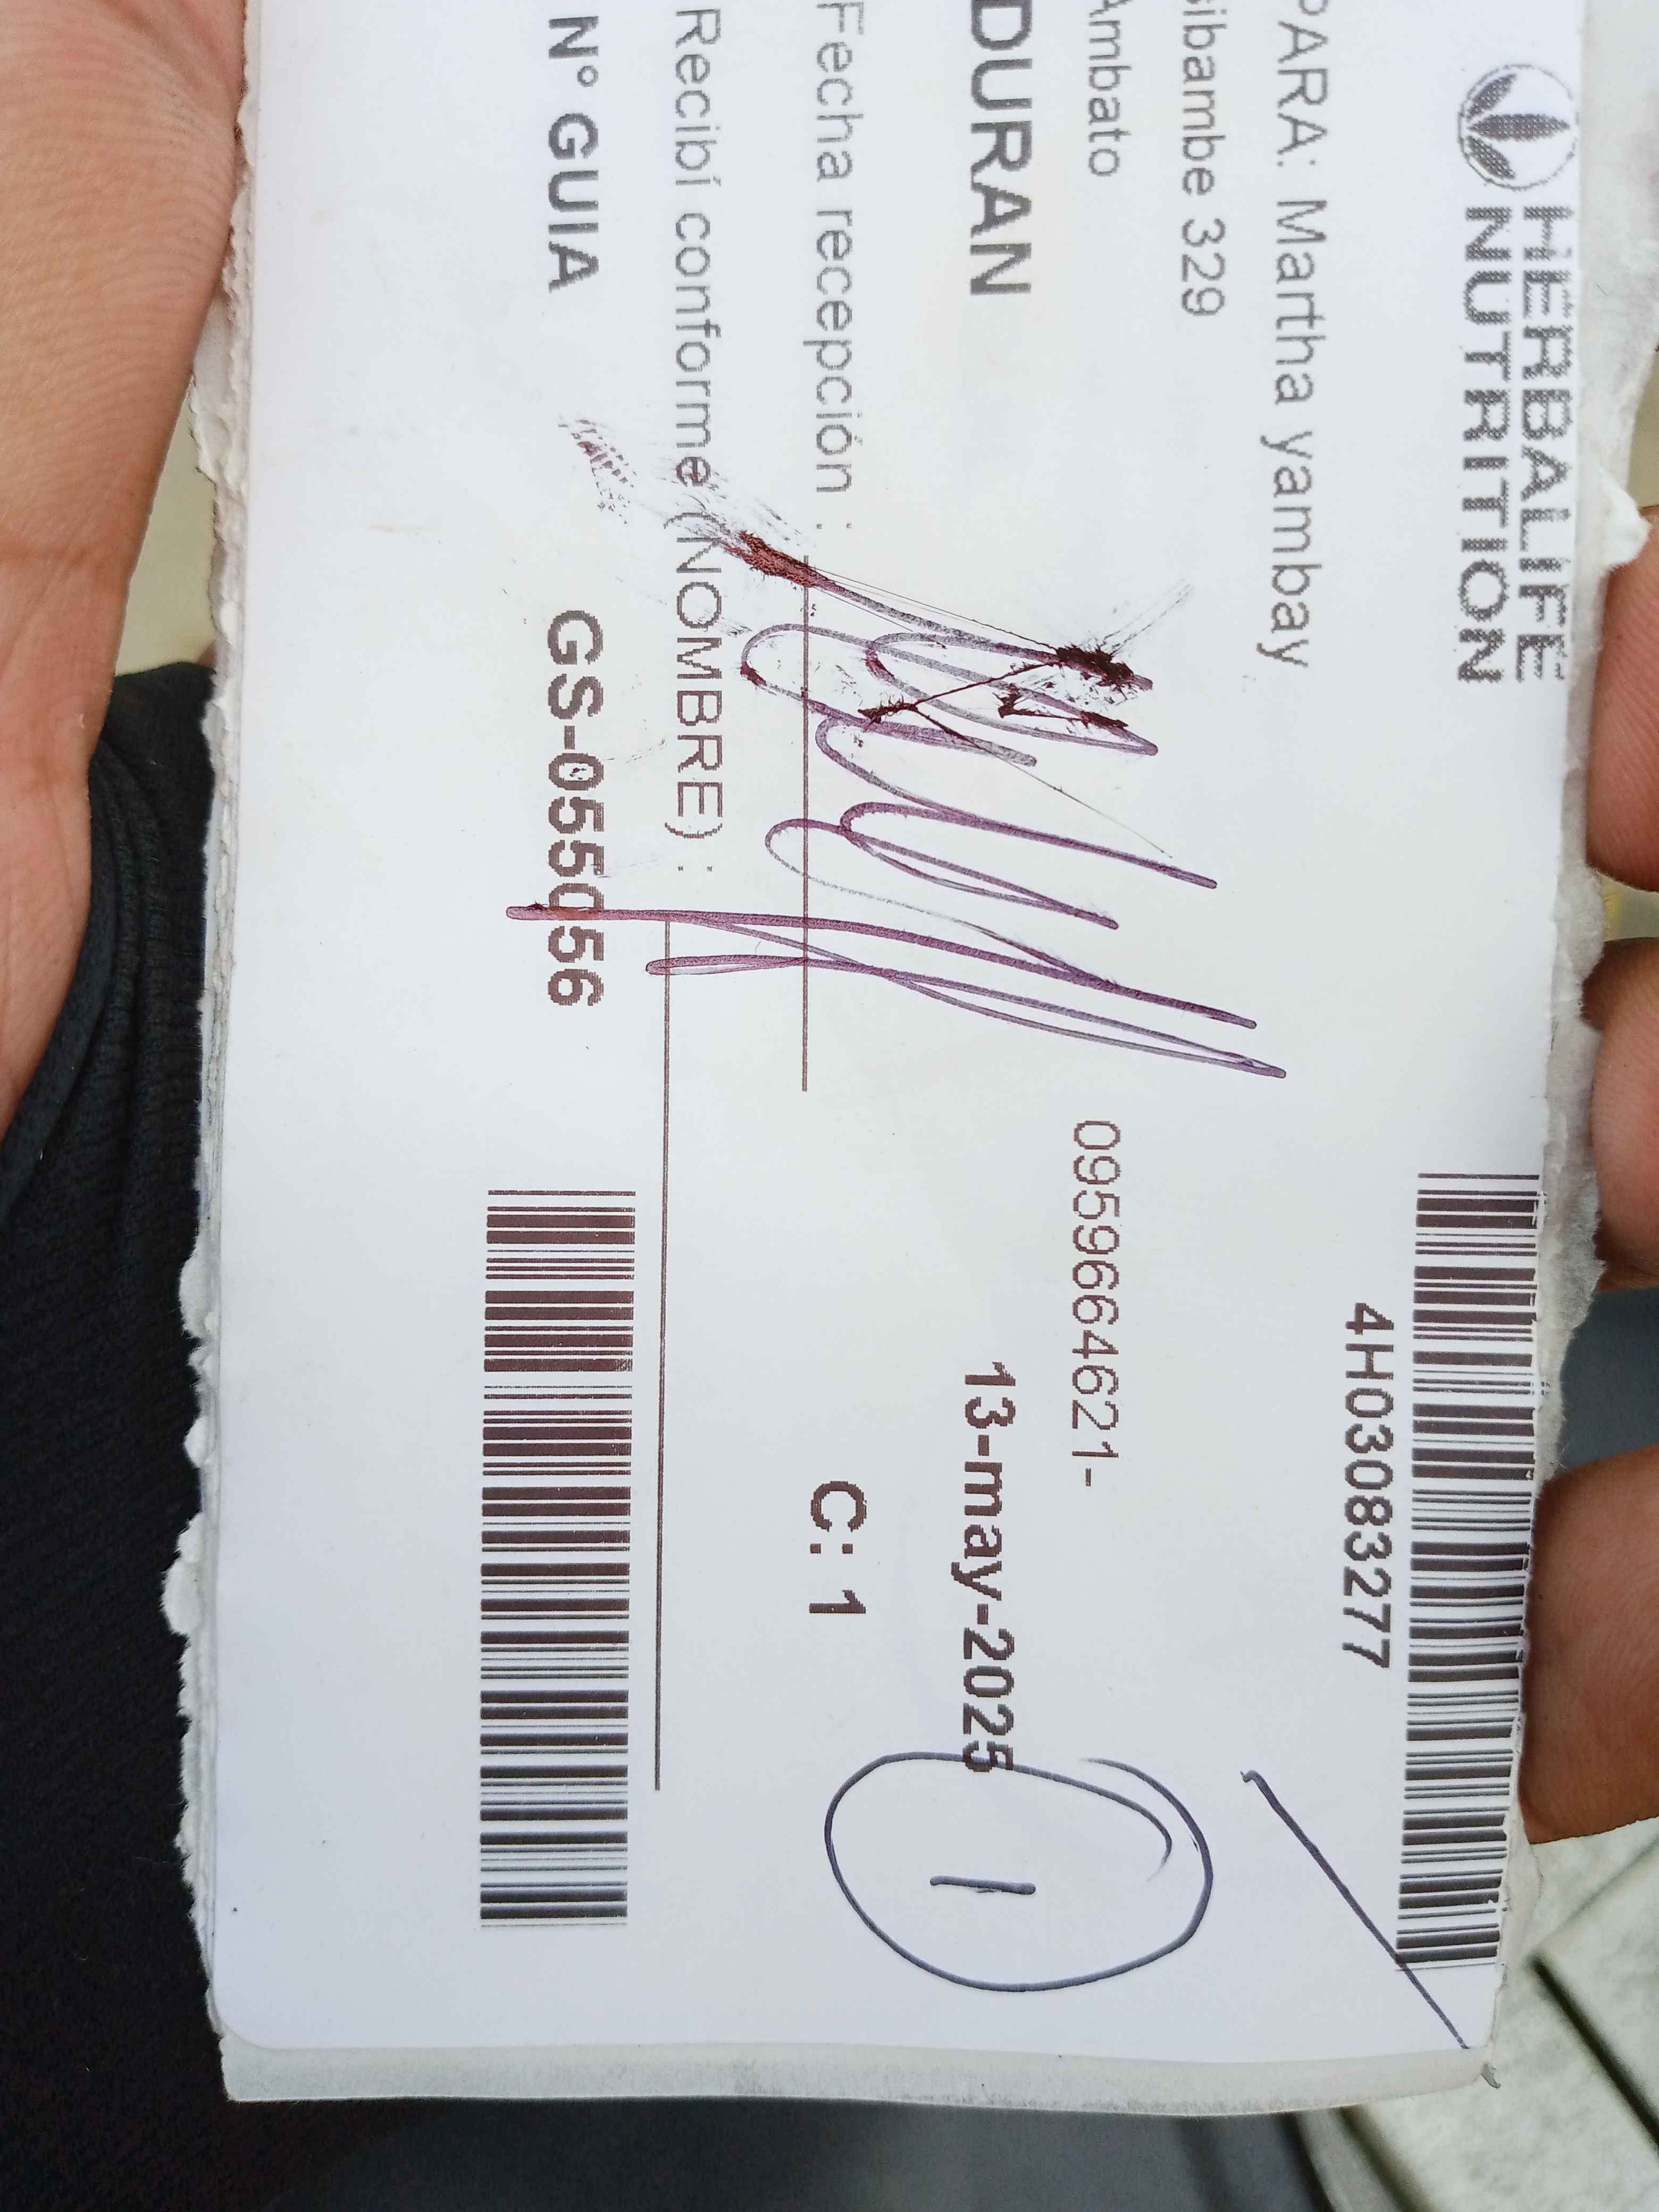 HERBALIFE
NUTRITION
4H03083277
PARA: Martha yambay
Sibambe 329
Ambato
0959664621-
DURAN
13-may-2025
1
Fecha recepción :
C: 1
Recibí conforme (NOMBRE) :
N° GUIA
GS-055056